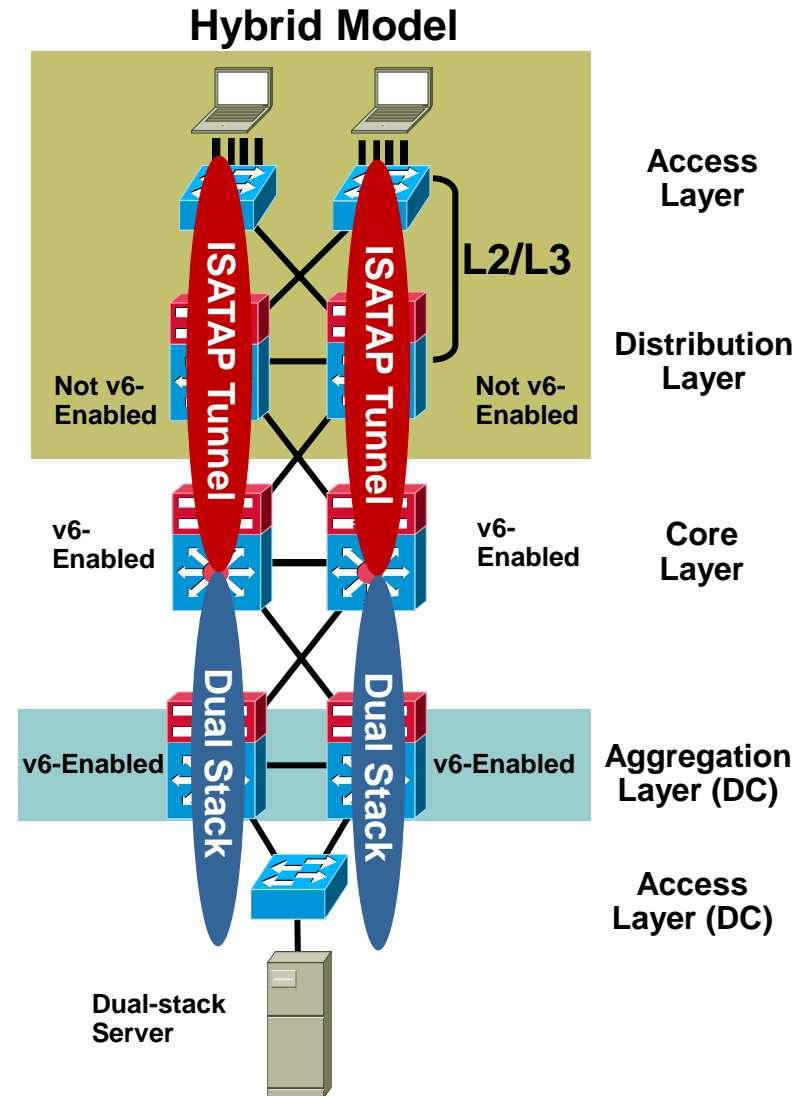 Hybrid Model
Access
Layer
L2/L3
ISATAP Tunnel
ISATAP Tunnel
Distribution
Layer
Not v6-
Enabled
Not v6-
Enabled
v6-
Enabled
v6-
Enabled
Core
Layer
Dual Stack
Dual Stack
v6-Enabled
v6-Enabled
Aggregation
Layer (DC)
Access
Layer (DC)
Dual-stack
Server